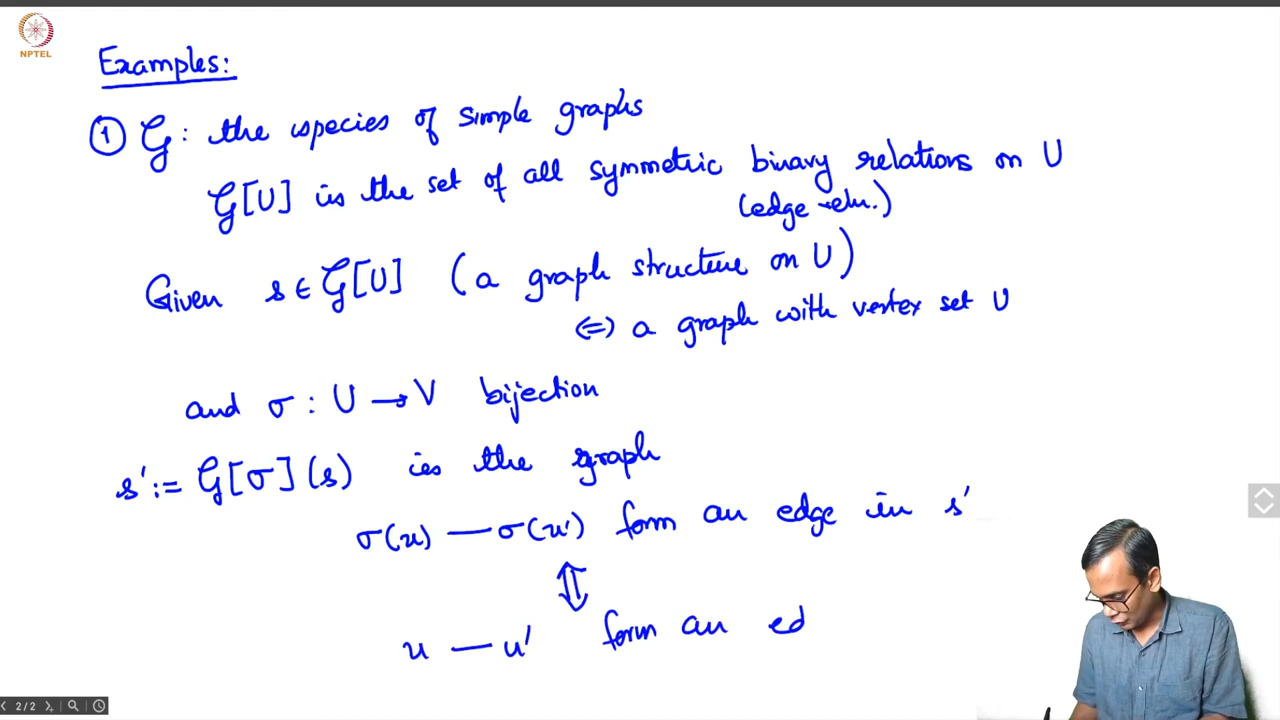 NPTEL
Examples:
① G: the species of simple graphs
G[U] is the set of all symmetric binary relations on U
(edge reln.)
Given s ∈ G[U] (a graph structure on U)
⇔ a graph with vertex set U
and σ : U → V bijection
s' := G[σ](s) is the graph
σ(u) — σ(u') form an edge in s'
⇕
u — u' form an ed
2/2